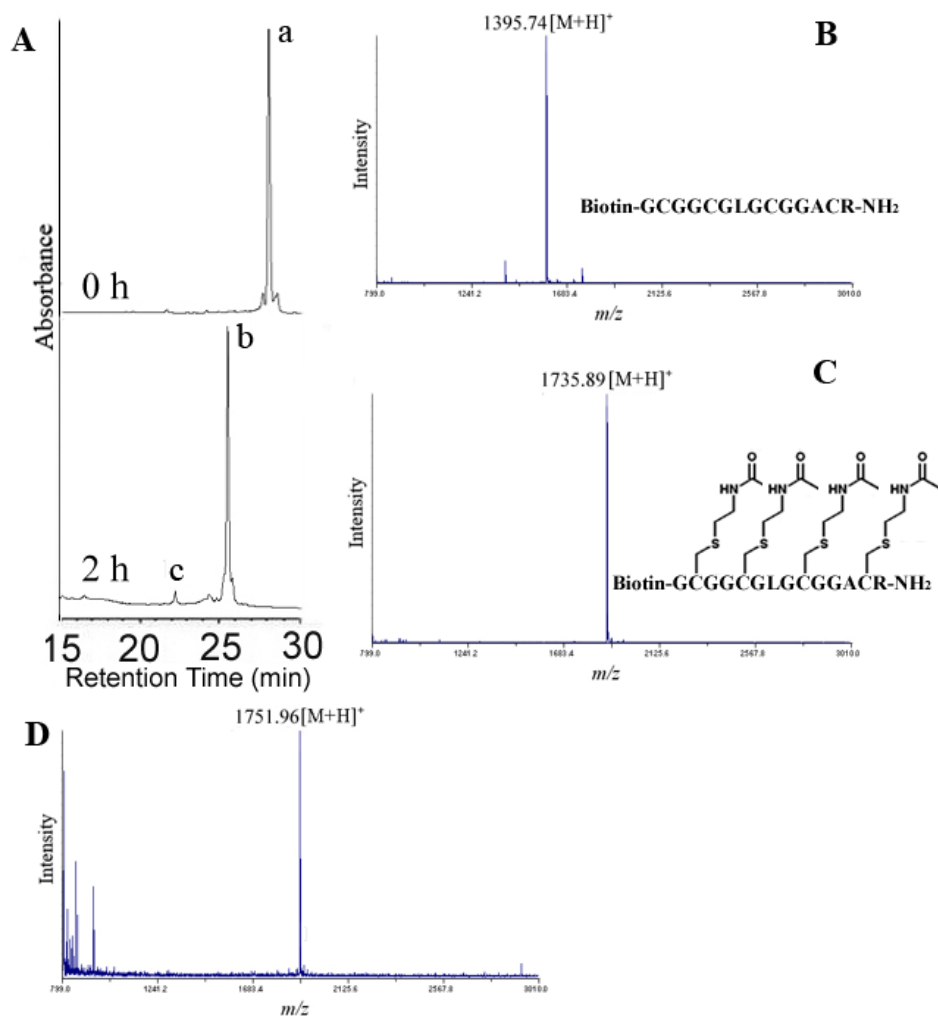 A
a
0 h
b
2 h
c
Absorbance
15 20 25 30
Retention Time (min)
B
1395.74[M+H]+
Intensity
Biotin-GCGGCGLGCGGACR-NH2
799.0 1241.2 1683.4 2125.6 2567.8 3010.0
m/z
C
1735.89[M+H]+
Intensity
O O O O
HN HN HN HN
S S S S
Biotin-GCGGCGLGCGGACR-NH2
799.0 1241.2 1683.4 2125.6 2567.8 3010.0
m/z
D
1751.96[M+H]+
Intensity
799.0 1241.2 1683.4 2125.6 2567.8 3010.0
m/z